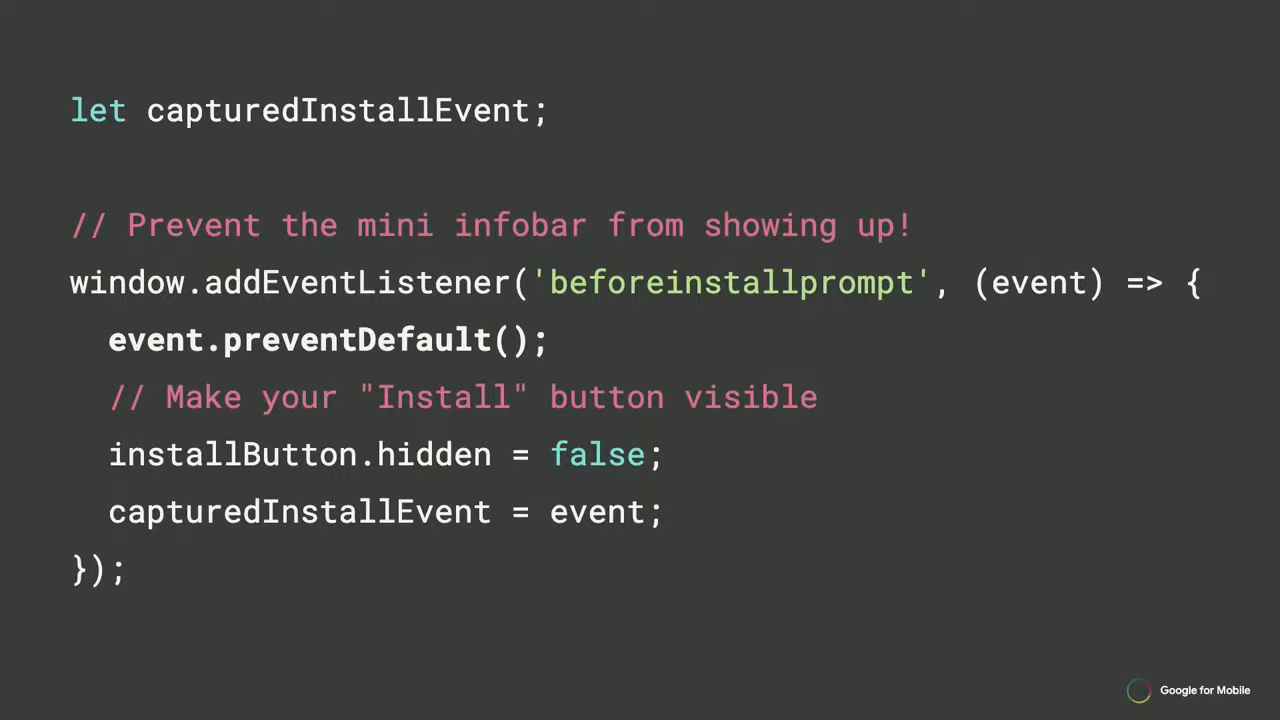 let capturedInstallEvent;
// Prevent the mini infobar from showing up!
window.addEventListener('beforeinstallprompt', (event) => {
event.preventDefault();
// Make your "Install" button visible
installButton.hidden = false;
capturedInstallEvent = event;
});
Google for Mobile